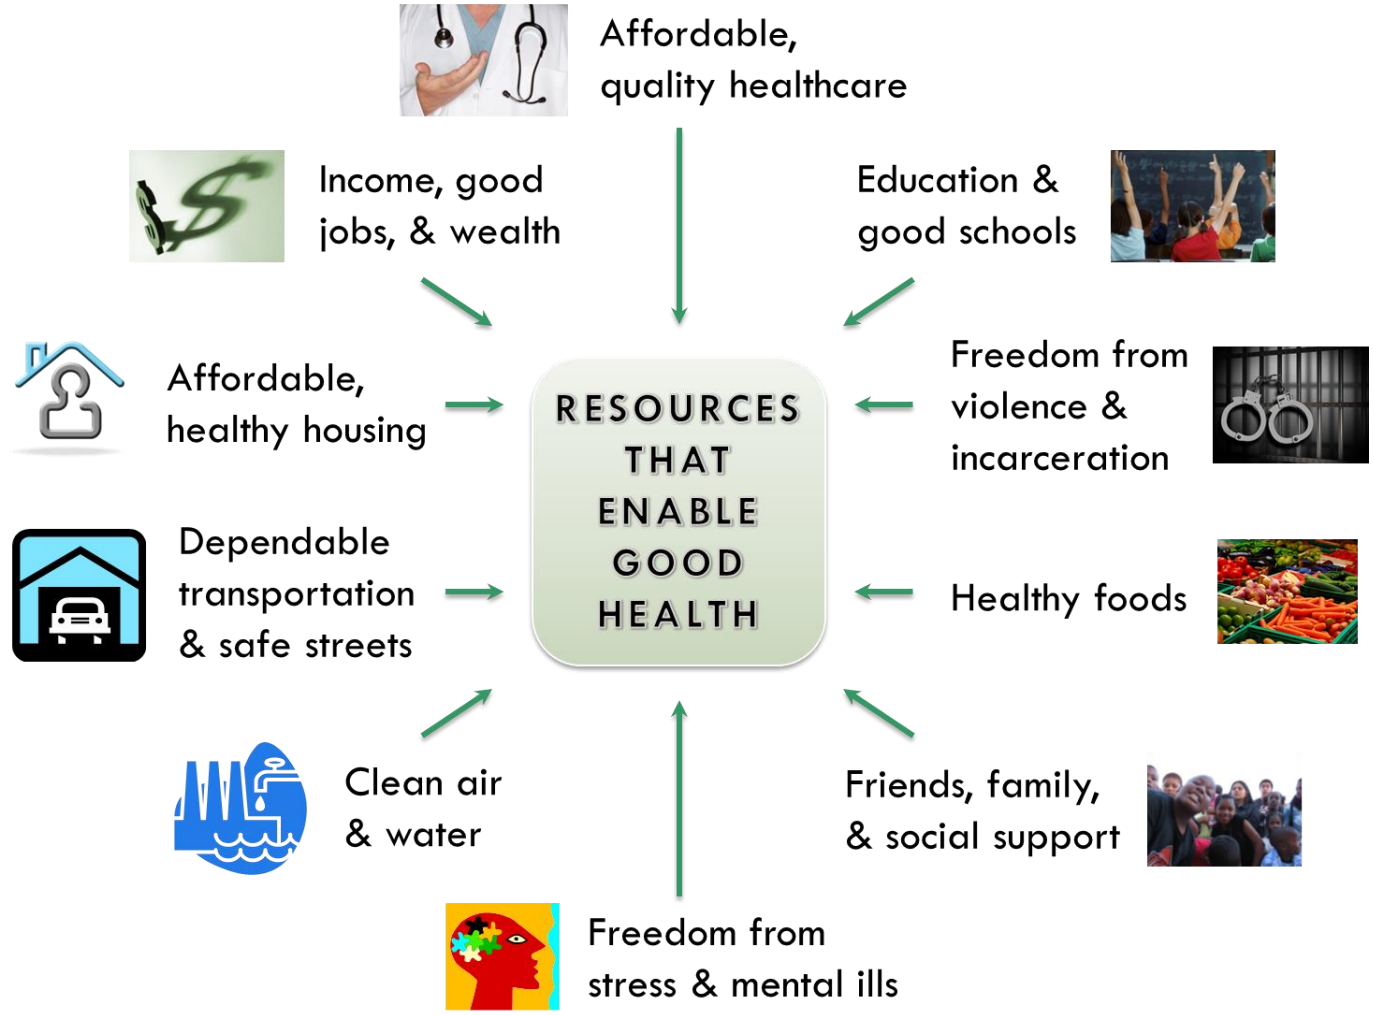 Affordable,
quality healthcare
Income, good
jobs, & wealth
Education &
good schools
Affordable,
healthy housing
Freedom from
violence &
incarceration
RESOURCES
THAT
ENABLE
GOOD
HEALTH
Dependable
transportation
& safe streets
Healthy foods
Clean air
& water
Friends, family,
& social support
Freedom from
stress & mental ills